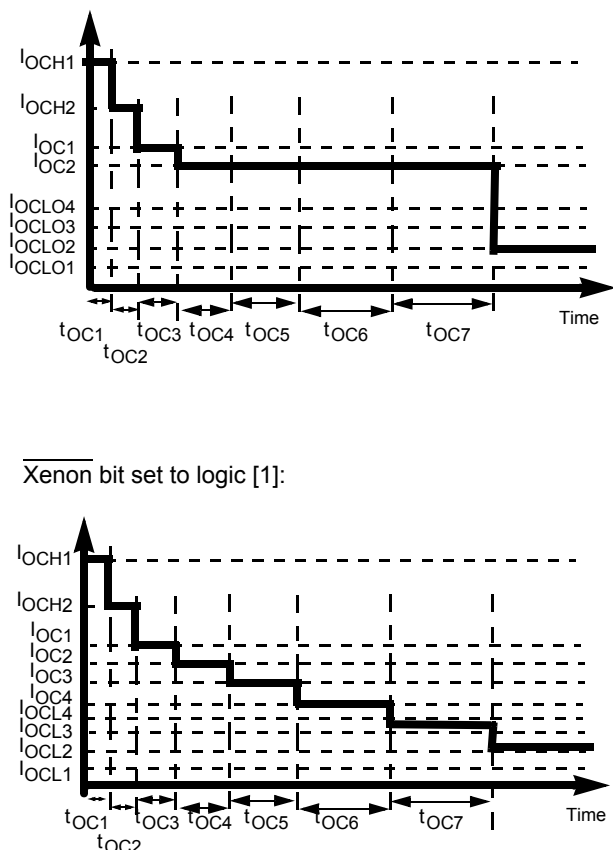 IOCH1
IOCH2
IOC1
IOC2
IOCLO4
IOCLO3
IOCLO2
IOCLO1
Time
tOC1
tOC2
tOC3
tOC4
tOC5
tOC6
tOC7
Xenon bit set to logic [1]:
IOCH1
IOCH2
IOC1
IOC2
IOC3
IOC4
IOCL4
IOCL3
IOCL2
IOCL1
Time
tOC1
tOC2
tOC3
tOC4
tOC5
tOC6
tOC7